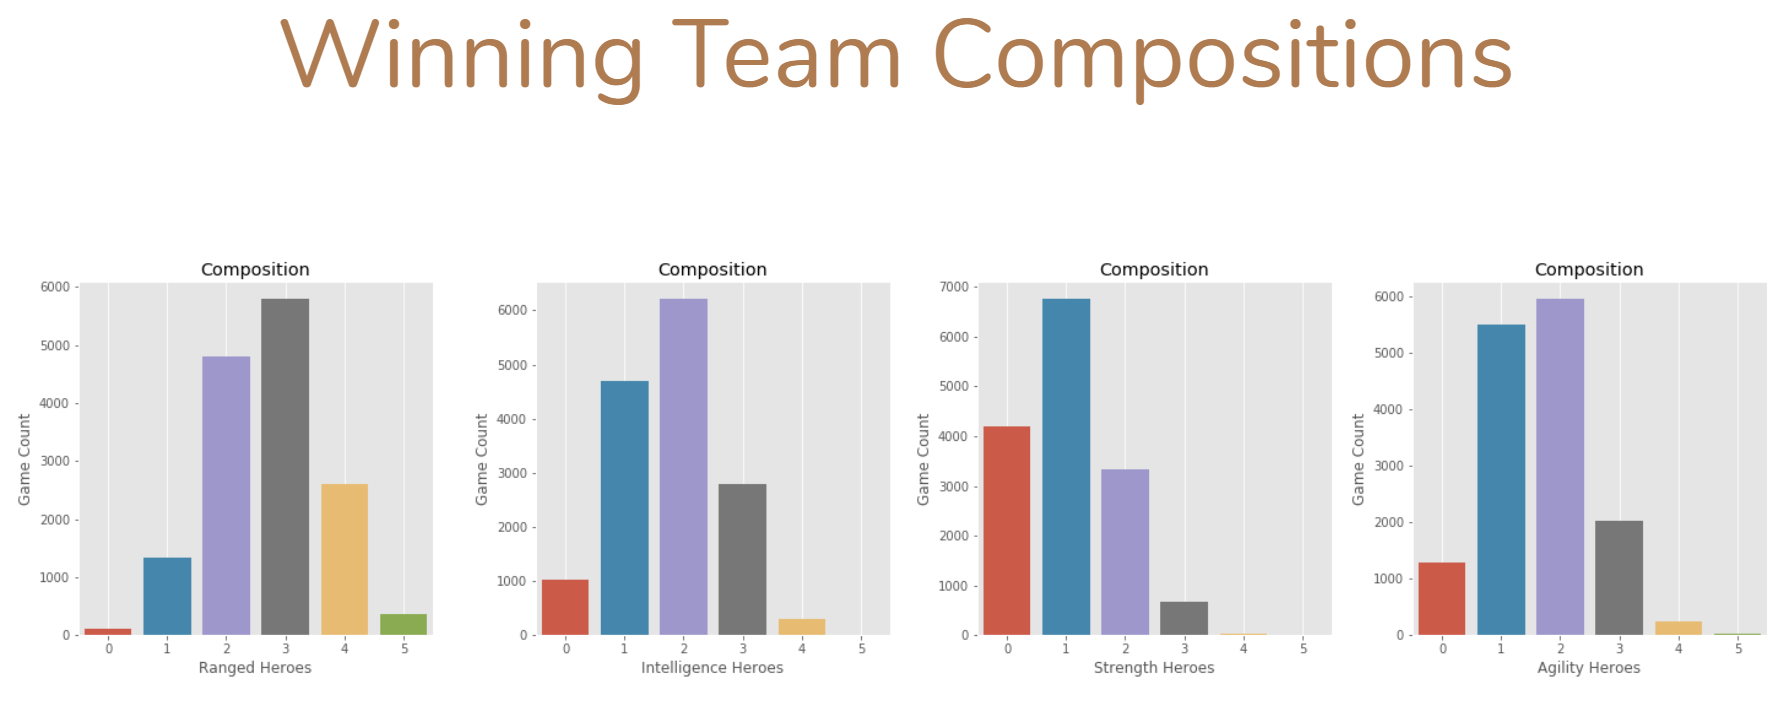 Winning Team Compositions
Composition
6000
5000
4000
3000
2000
1000
0
Game Count
0 1 2 3 4 5
Ranged Heroes
Composition
6000
5000
4000
3000
2000
1000
0
Game Count
0 1 2 3 4 5
Intelligence Heroes
Composition
7000
6000
5000
4000
3000
2000
1000
0
Game Count
0 1 2 3 4 5
Strength Heroes
Composition
6000
5000
4000
3000
2000
1000
0
Game Count
0 1 2 3 4 5
Agility Heroes